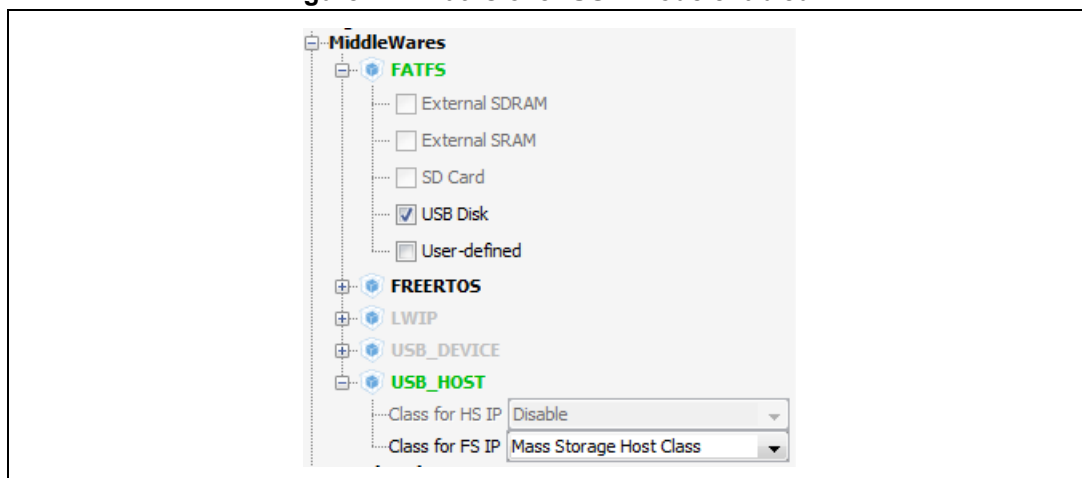 MiddleWares
FATFS
External SDRAM
External SRAM
SD Card
USB Disk
User-defined
FREERTOS
LWIP
USB_DEVICE
USB_HOST
Class for HS IP Disable
Class for FS IP Mass Storage Host Class